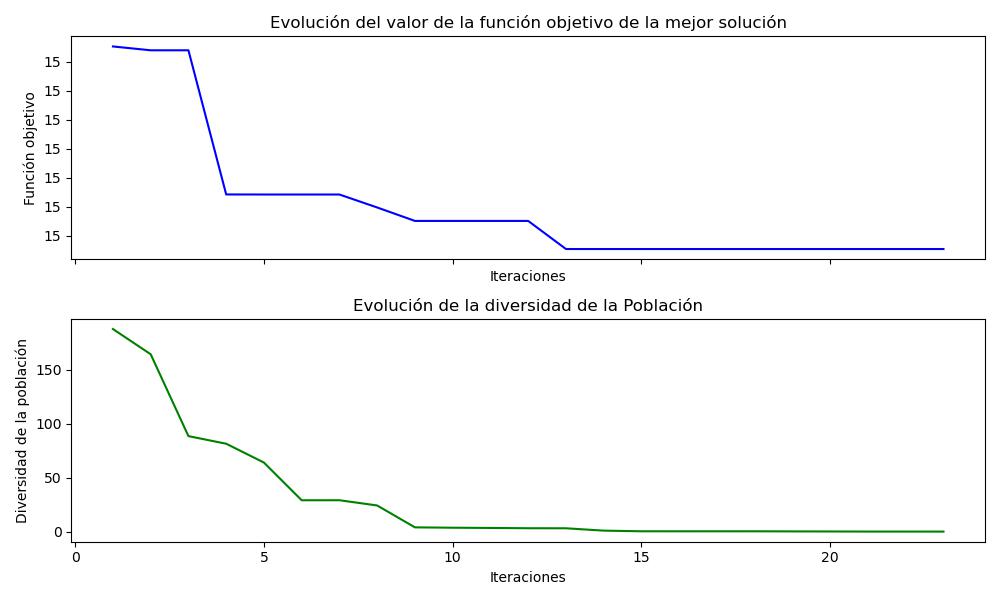 Evolución del valor de la función objetivo de la mejor solución
15
15
15
15
15
15
15
Función objetivo
Iteraciones
Evolución de la diversidad de la Población
150
100
50
0
Diversidad de la población
0 5 10 15 20
Iteraciones